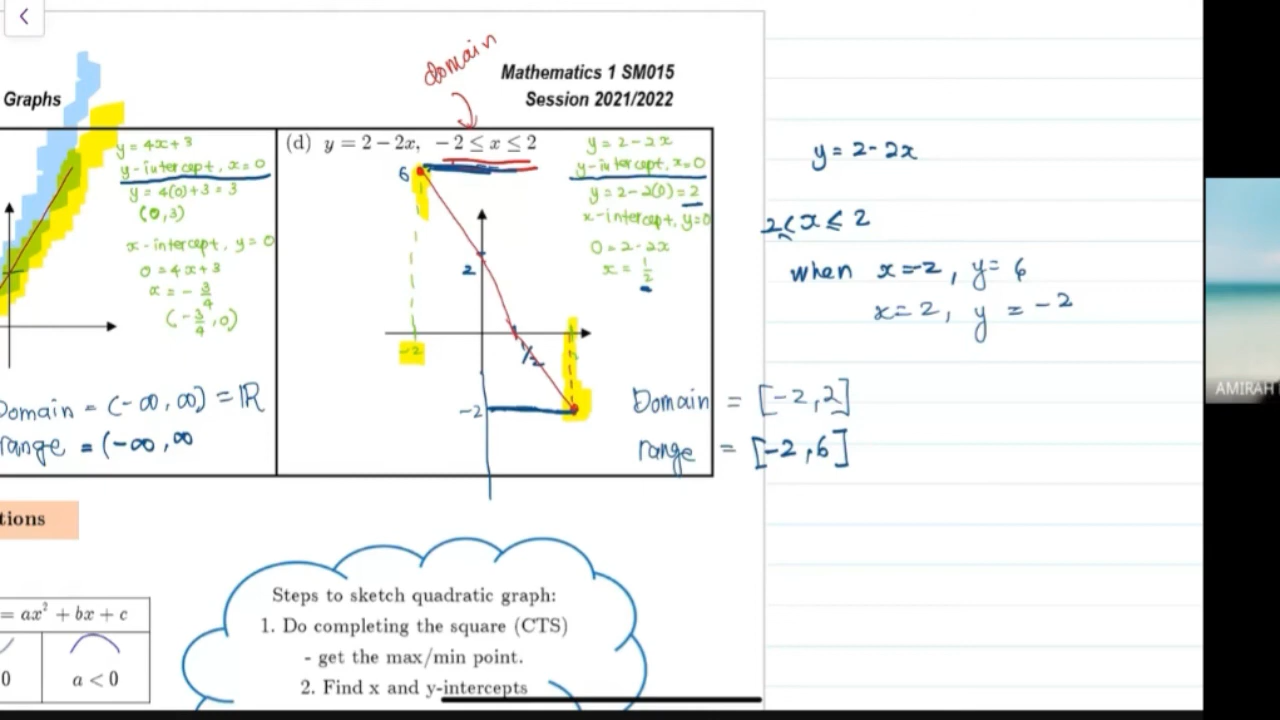 domain
Mathematics 1 SM015
Session 2021/2022
Graphs
y=4x+3
y-intercept, x=0
y = 4(0)+3 = 3
(0,3)
x-intercept, y=0
0=4x+3
x = -3/4
(-3/4,0)
Domain = (-∞,∞) = ℝ
range = (-∞,∞
(d) y = 2 − 2x, −2 ≤ x ≤ 2
y=2-2x
y-intercept, x=0
y=2-2(0)=2
x-intercept, y=0
0=2-2x
x = 1/2
6
2
-2
1/2
-2
y=2-2x
2≤x≤2
when x=-2, y=6
x=2, y=-2
Domain = [-2,2]
range = [-2,6]
tions
= ax² + bx + c
0
a < 0
Steps to sketch quadratic graph:
1. Do completing the square (CTS)
- get the max/min point.
2. Find x and y-intercepts
AMIRAH